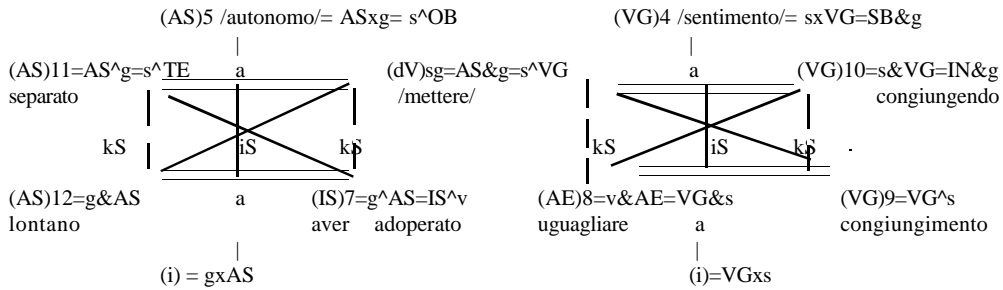 (AS)5 /autonomo/= ASxg= s^OB (VG)4 /sentimento/= sxVG=SB&g
(AS)11=AS^g=s^TE a (dV)sg=AS&g=s^VG a (VG)10=s&VG=IN&g
separato /mettere/ congiungendo
kS iS kS kS iS kS
(AS)12=g&AS a (IS)7=g^AS=IS^v (AE)8=v&AE=VG&s (VG)9=VG^s
lontano aver adoperato uguagliare a congiungimento
(i) = gxAS (i)=VGxs